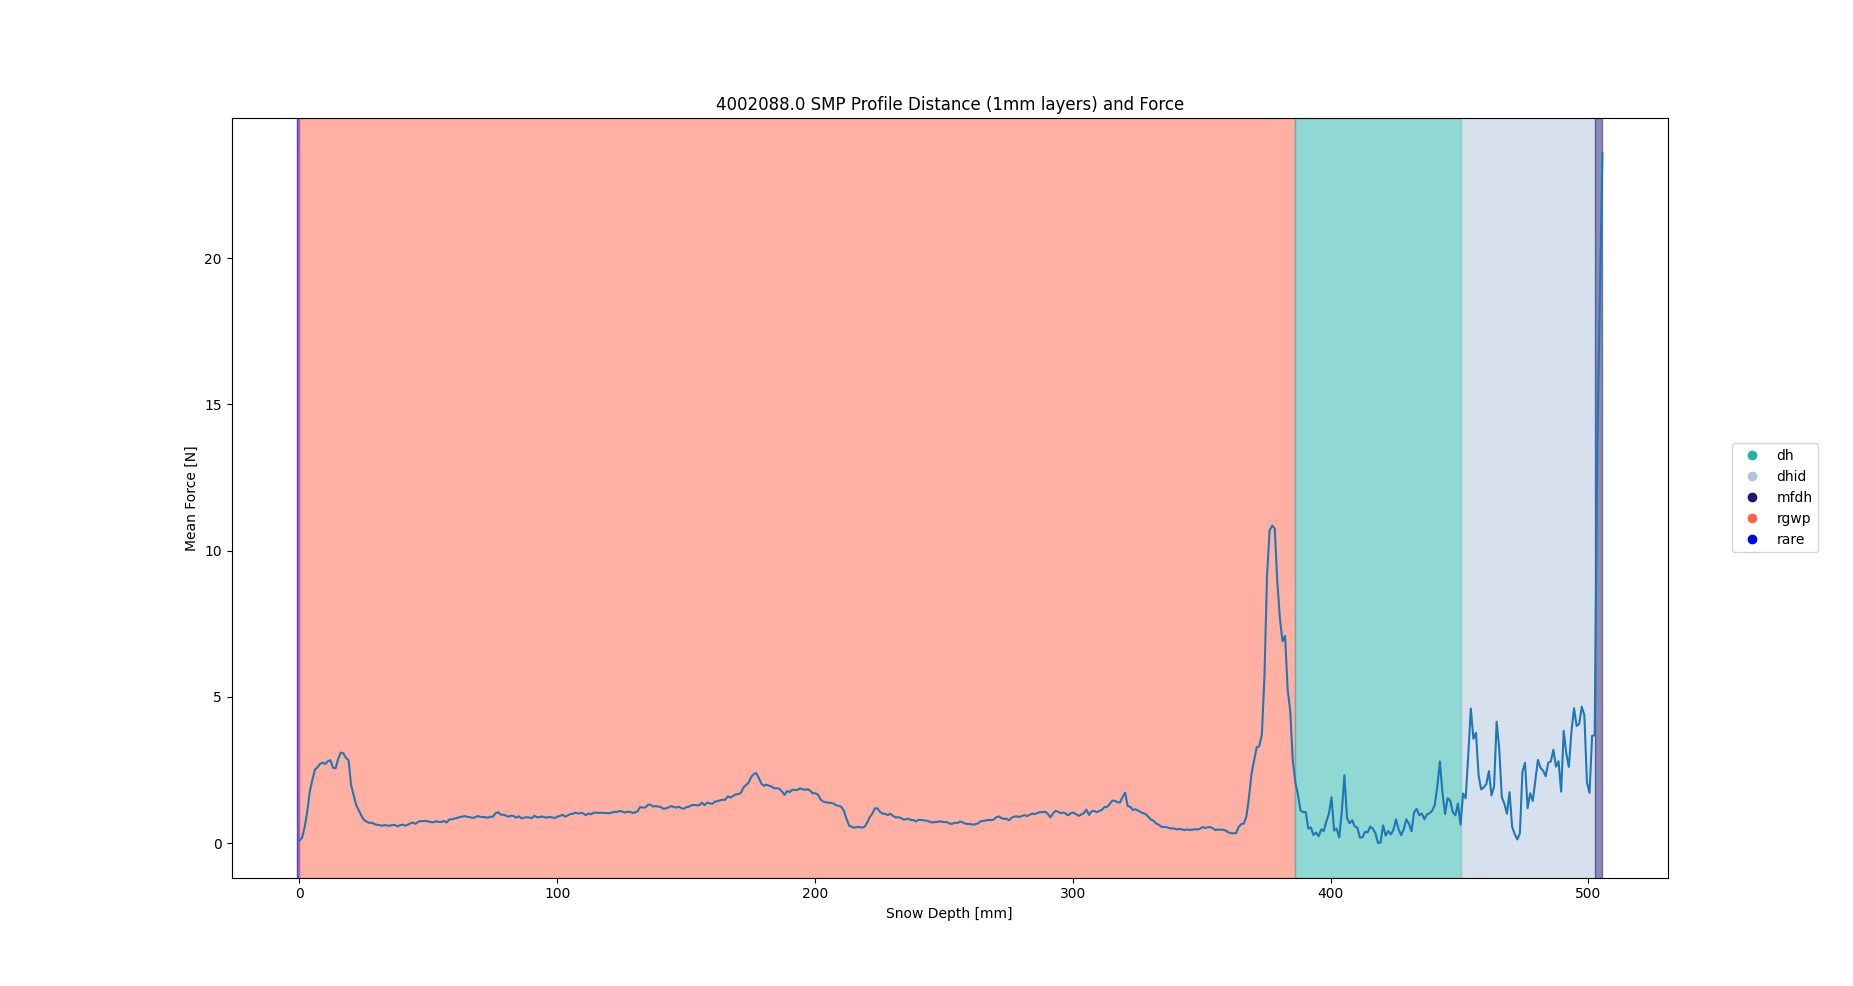 4002088.0 SMP Profile Distance (1mm layers) and Force
Mean Force [N]
20
15
10
5
0
0
100
200
300
400
500
Snow Depth [mm]
dh
dhid
mfdh
rgwp
rare